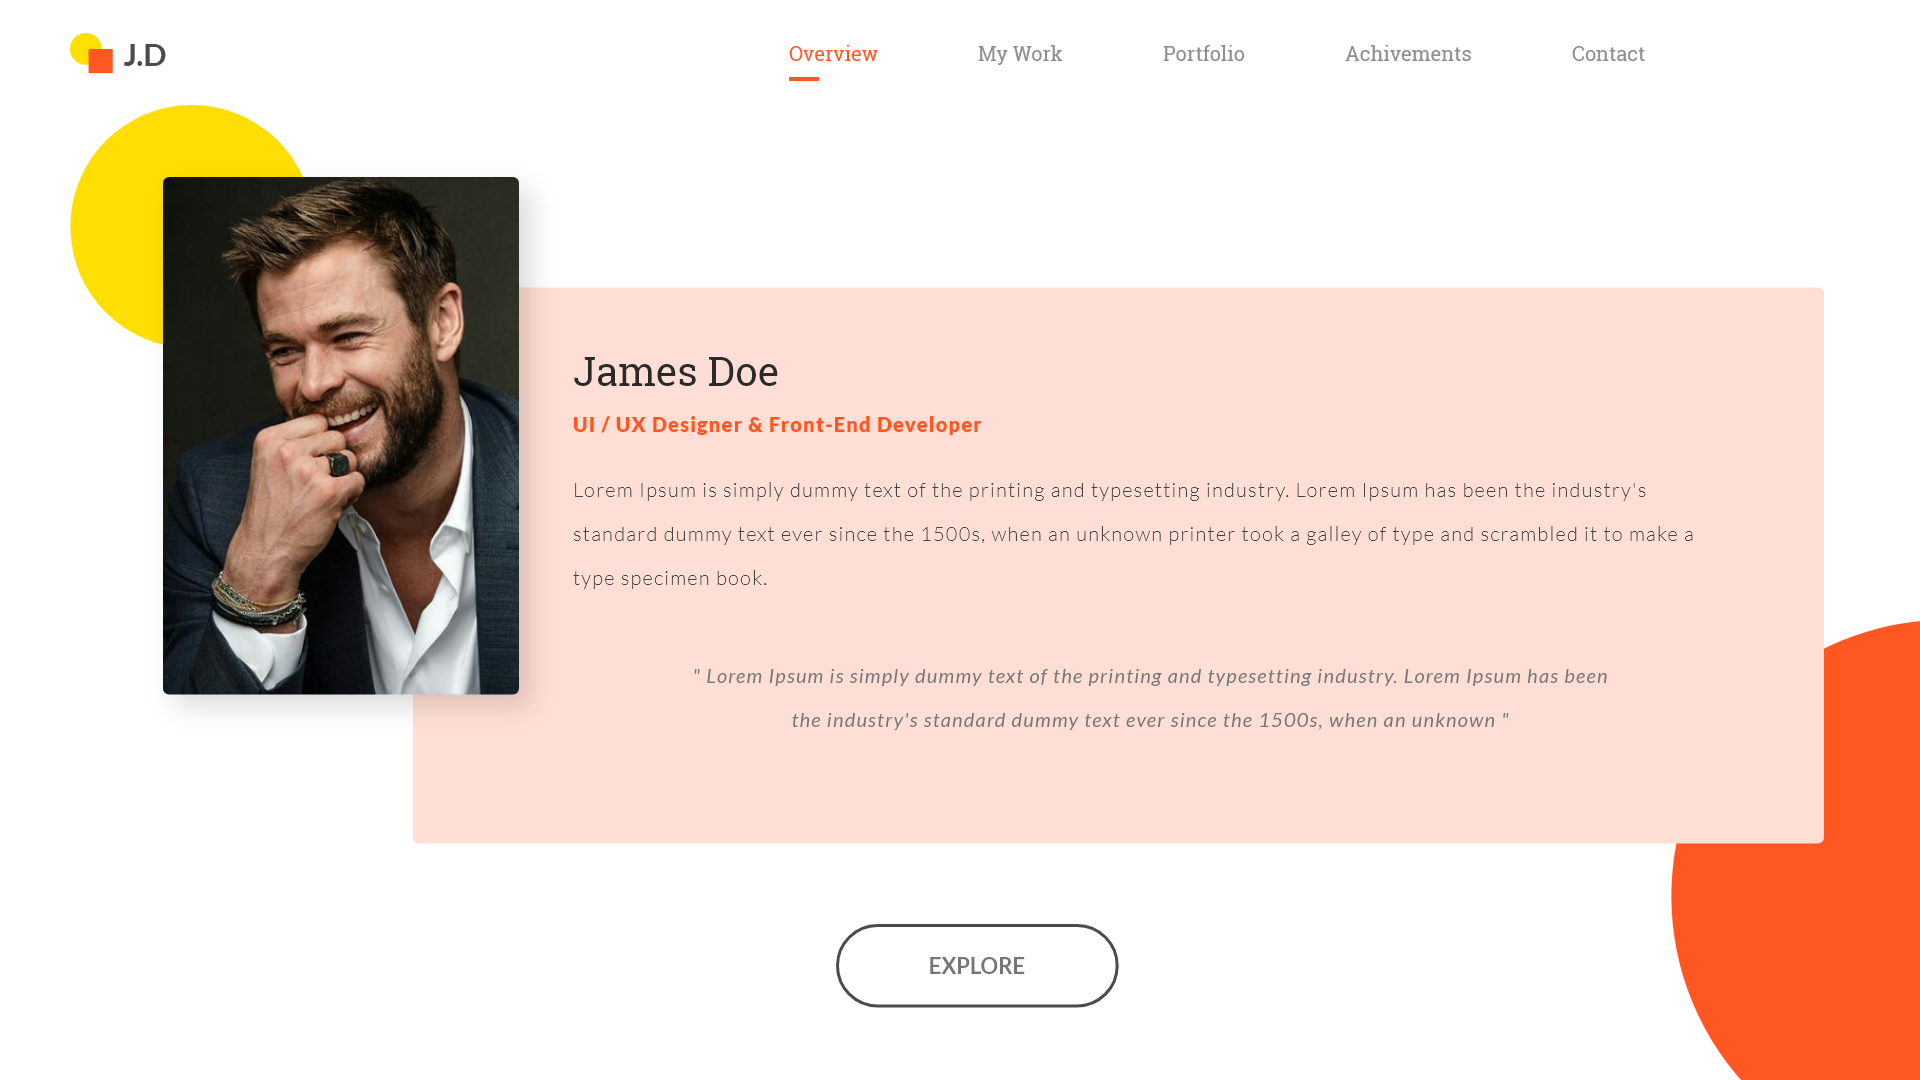 J.D
Overview
My Work
Portfolio
Achivements
Contact
James Doe
UI / UX Designer & Front-End Developer
Lorem Ipsum is simply dummy text of the printing and typesetting industry. Lorem Ipsum has been the industry's
standard dummy text ever since the 1500s, when an unknown printer took a galley of type and scrambled it to make a
type specimen book.
" Lorem Ipsum is simply dummy text of the printing and typesetting industry. Lorem Ipsum has been
the industry's standard dummy text ever since the 1500s, when an unknown "
EXPLORE